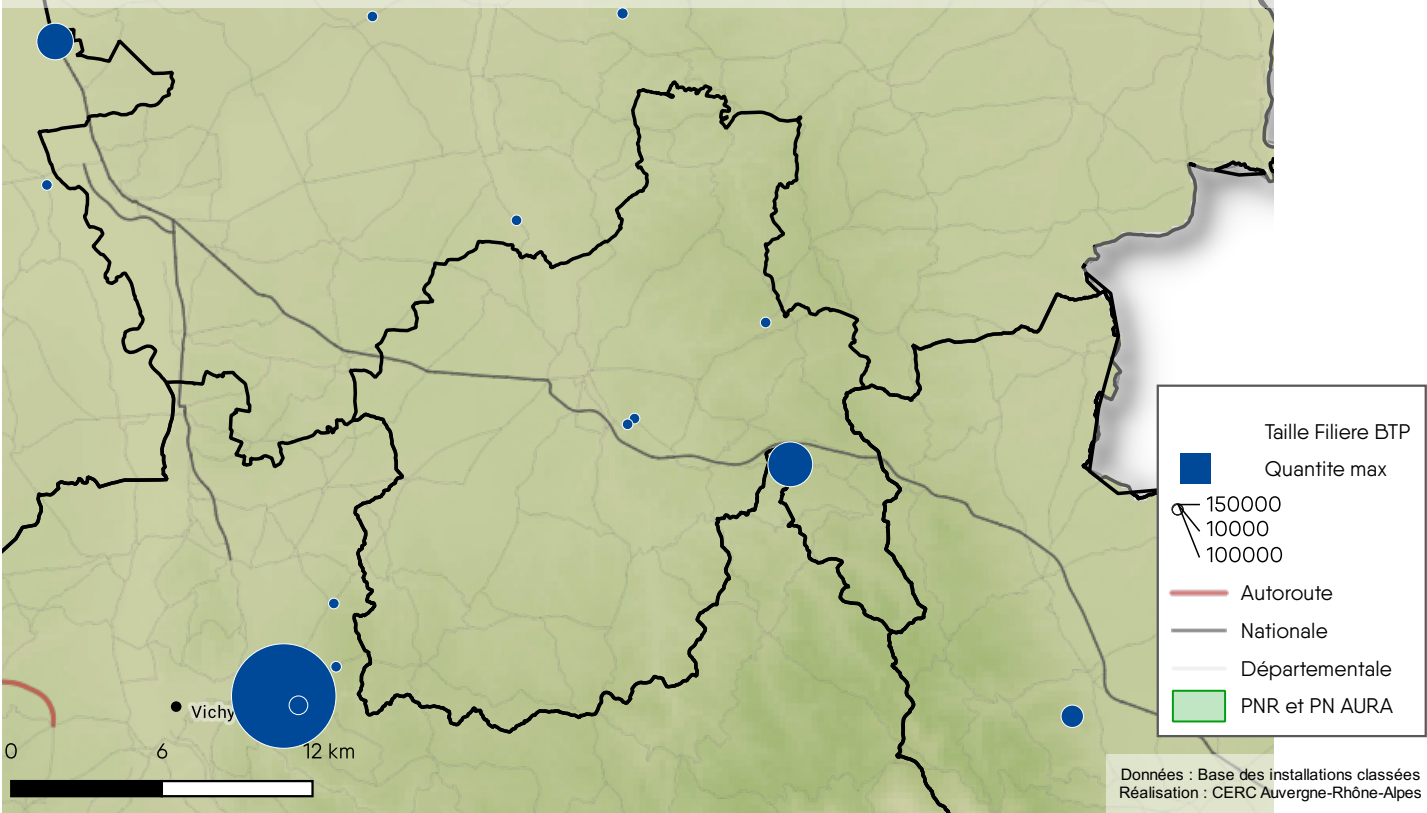 Taille Filiere BTP
Quantite max
150000
10000
100000
Autoroute
Nationale
Départementale
PNR et PN AURA
Vichy
0 6 12 km
Données : Base des installations classées
Réalisation : CERC Auvergne-Rhône-Alpes